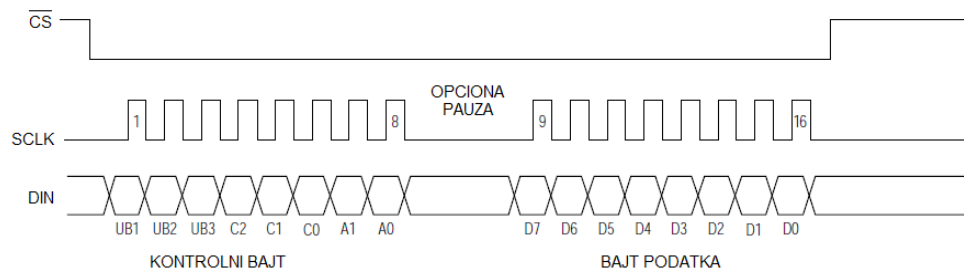 CS
OPCIONA
PAUZA
SCLK 1 8 9 16
DIN
UB1 UB2 UB3 C2 C1 C0 A1 A0 D7 D6 D5 D4 D3 D2 D1 D0
KONTROLNI BAJT BAJT PODATKA